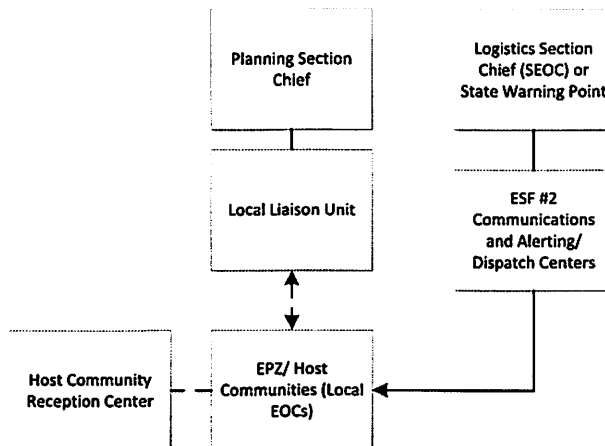 Planning Section
Chief
Logistics Section
Chief (SEOC) or
State Warning Point
Local Liaison Unit
ESF #2
Communications
and Alerting/
Dispatch Centers
Host Community
Reception Center
EPZ/ Host
Communities (Local
EOCs)